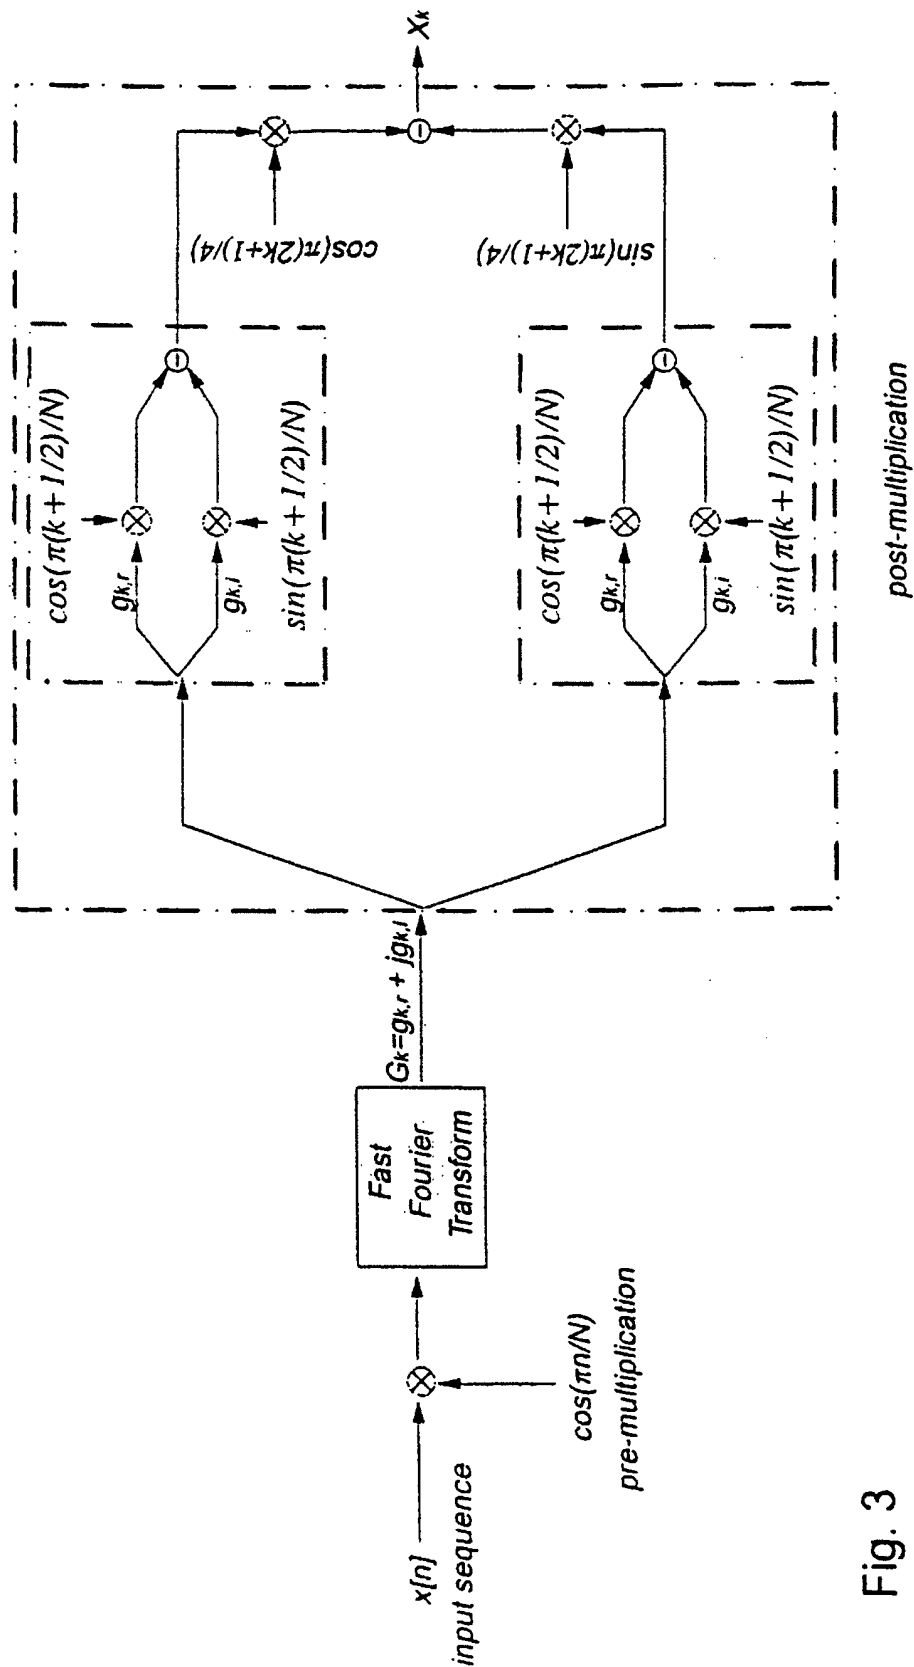 x[n]
input sequence
cos(πn/N)
pre-multiplication
Fast
Fourier
Transform
Gk=gk,r + jgk,i
cos(π(k+1/2)/N)
gk,r
gk,i
sin(π(k+1/2)/N)
cos(π(2k+1)/4)
cos(π(k+1/2)/N)
gk,r
gk,i
sin(π(k+1/2)/N)
sin(π(2k+1)/4)
Xk
post-multiplication
Fig. 3